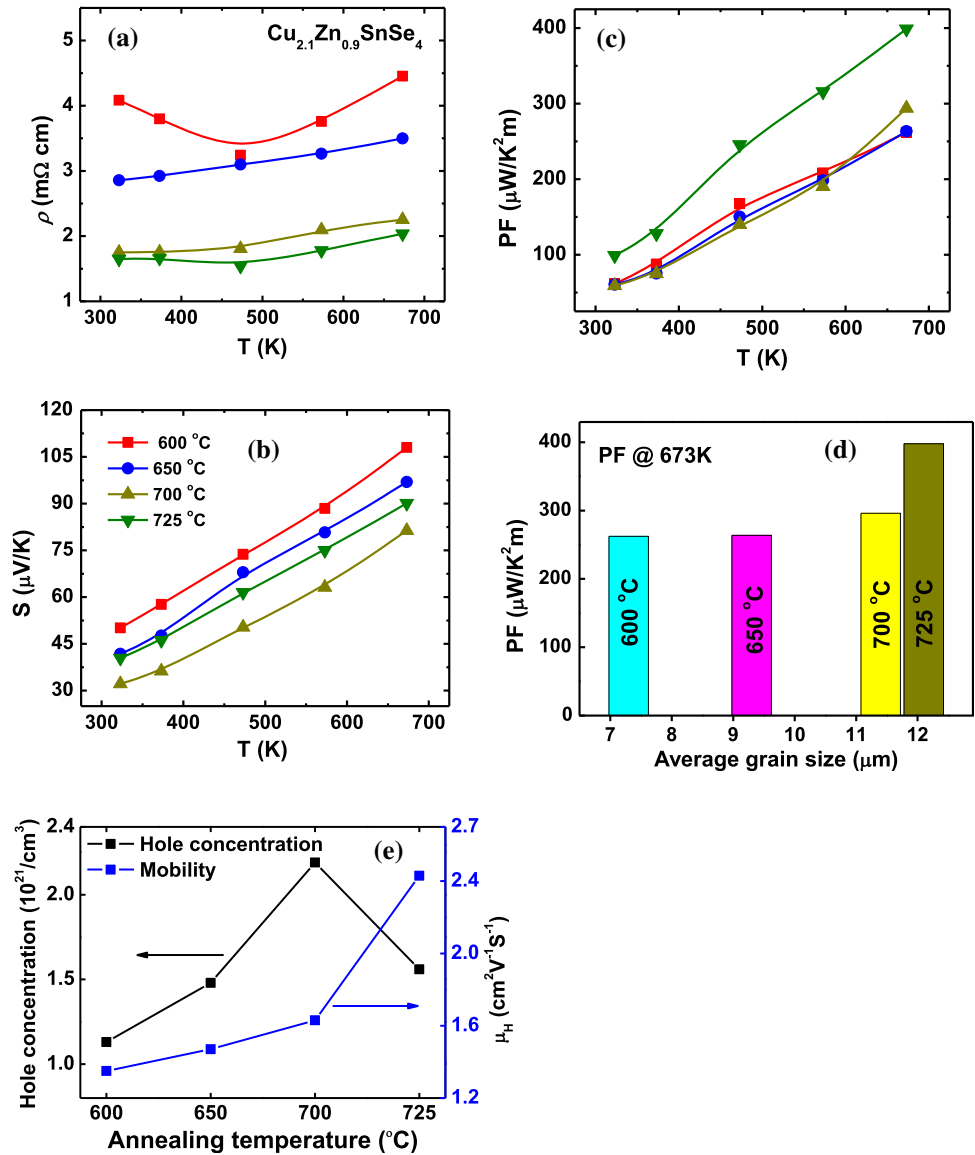 (a)
Cu2.1Zn0.9SnSe4
5
4
3
2
1
ρ (mΩ cm)
300 400 500 600 700
T (K)
(c)
400
300
200
100
PF (μW/K²m)
300 400 500 600 700
T (K)
(b)
600 °C
650 °C
700 °C
725 °C
120
105
90
75
60
45
30
S (μV/K)
300 400 500 600 700
T (K)
PF @ 673K
(d)
400
300
200
100
0
PF (μW/K²m)
600 °C
650 °C
700 °C
725 °C
7 8 9 10 11 12
Average grain size (μm)
(e)
Hole concentration
Mobility
2.4
2.0
1.5
1.0
Hole concentration (10²¹/cm³)
2.7
2.4
2.0
1.6
1.2
μH (cm²V⁻¹S⁻¹)
600 650 700 725
Annealing temperature (°C)